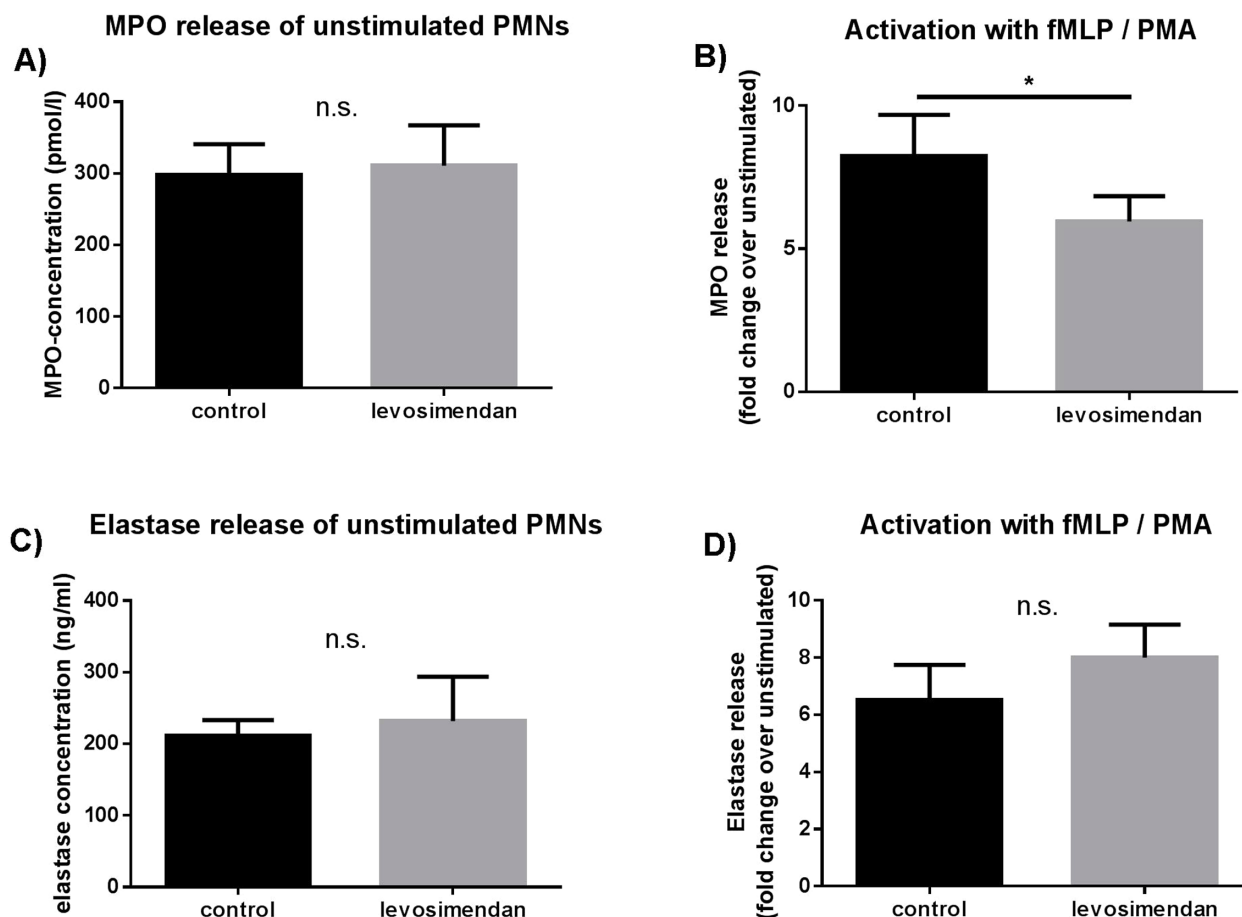 MPO release of unstimulated PMNs
A)
MPO-concentration (pmol/l)
400
300
200
100
0
n.s.
control
levosimendan
Activation with fMLP / PMA
B)
MPO release
(fold change over unstimulated)
10
5
0
*
control
levosimendan
Elastase release of unstimulated PMNs
C)
elastase concentration (ng/ml)
400
300
200
100
0
n.s.
control
levosimendan
Activation with fMLP / PMA
D)
Elastase release
(fold change over unstimulated)
10
8
6
4
2
0
n.s.
control
levosimendan